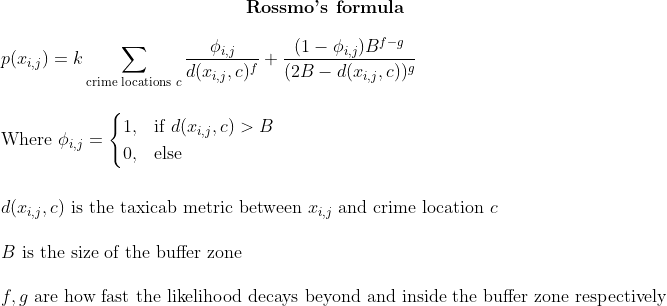 Rossmo's formula
p(x_{i,j}) = k \sum_{\text{crime locations } c} \frac{\phi_{i,j}}{d(x_{i,j}, c)^f} + \frac{(1 - \phi_{i,j})B^{f-g}}{(2B - d(x_{i,j}, c))^g}
Where \phi_{i,j} = \begin{cases} 1, & \text{if } d(x_{i,j}, c) > B \\ 0, & \text{else} \end{cases}
d(x_{i,j}, c) is the taxicab metric between x_{i,j} and crime location c
B is the size of the buffer zone
f, g are how fast the likelihood decays beyond and inside the buffer zone respectively